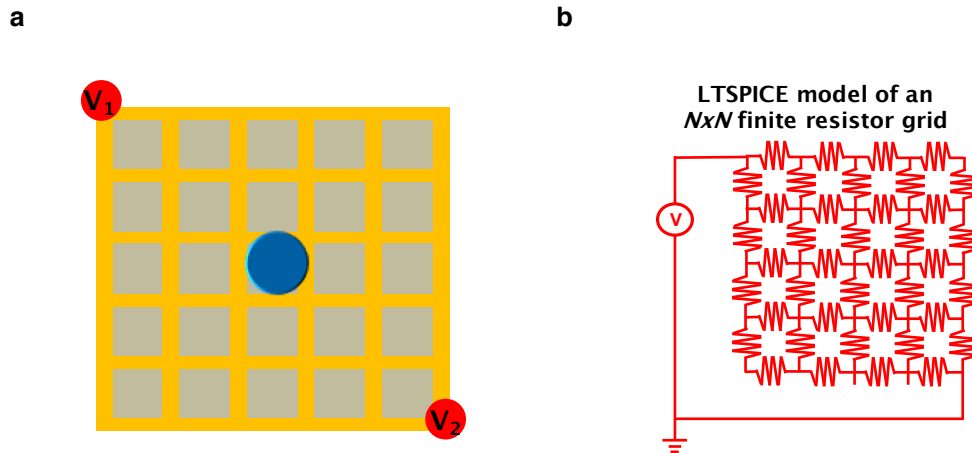 a
b
V1
V2
LTSPICE model of an
NxN finite resistor grid
V